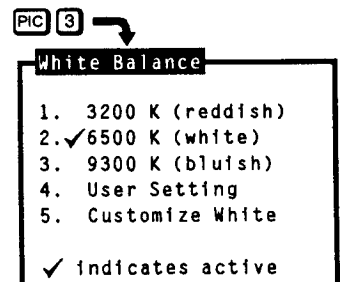 PIC 3
White Balance
1. 3200 K (reddish)
2.✓6500 K (white)
3. 9300 K (bluish)
4. User Setting
5. Customize White
✓ indicates active